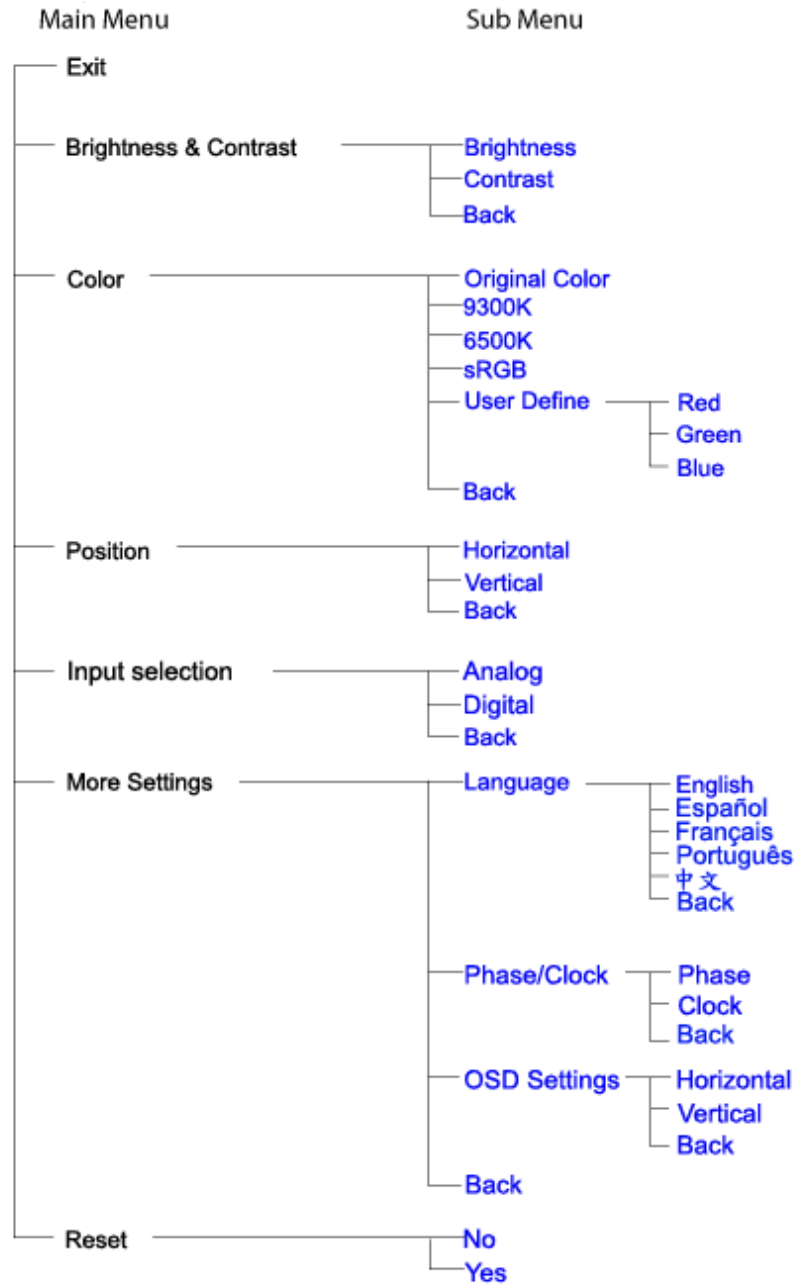 Main Menu Sub Menu
Exit
Brightness & Contrast Brightness
Contrast
Back
Color Original Color
9300K
6500K
sRGB
User Define Red
Green
Blue
Back
Position Horizontal
Vertical
Back
Input selection Analog
Digital
Back
More Settings Language English
Español
Français
Português
中文
Back
Phase/Clock Phase
Clock
Back
OSD Settings Horizontal
Vertical
Back
Back
Reset No
Yes